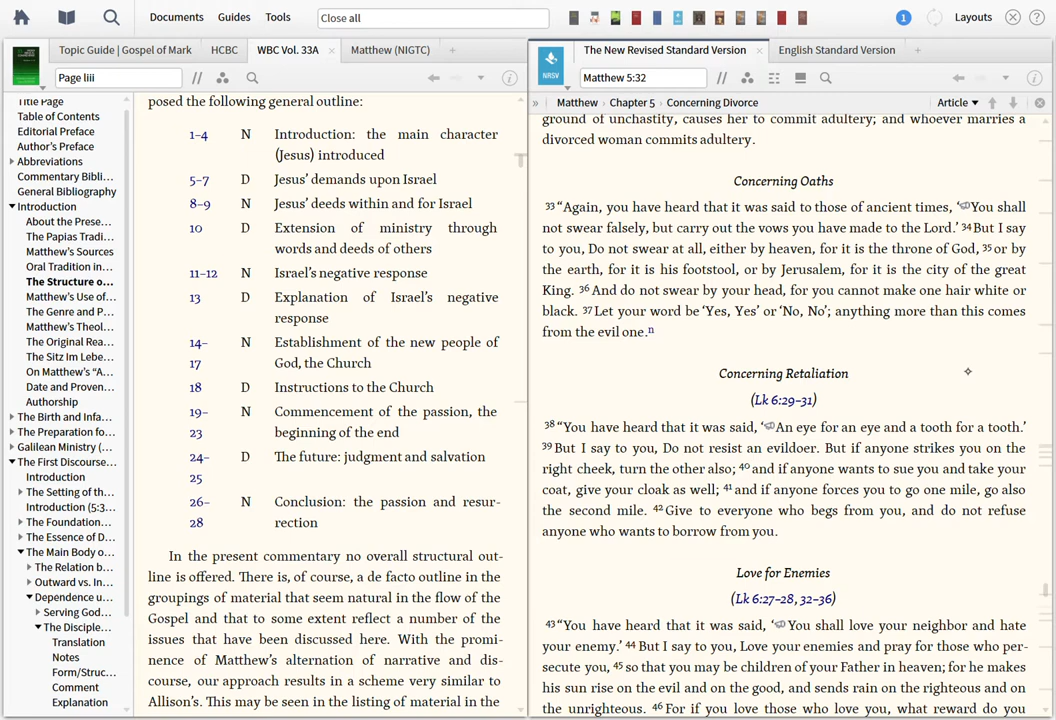 Documents Guides Tools Close all 1 Layouts
Topic Guide | Gospel of Mark HCBC WBC Vol. 33A Matthew (NIGTC)
Page liii
Title Page
Table of Contents
Editorial Preface
Author's Preface
Abbreviations
Commentary Bibli...
General Bibliography
Introduction
About the Prese...
The Papias Tradi...
Matthew's Sources
Oral Tradition in...
The Structure o...
Matthew's Use of...
The Genre and P...
Matthew's Theol...
The Original Rea...
The Sitz Im Lebe...
On Matthew's “A...
Date and Proven...
Authorship
The Birth and Infa...
The Preparation fo...
Galilean Ministry (...
The First Discourse...
Introduction
The Setting of th...
Introduction (5:3...
The Foundation...
The Essence of D...
The Main Body o...
The Relation b...
Outward vs. In...
Dependence u...
Serving God...
The Disciple...
Translation
Notes
Form/Struc...
Comment
Explanation
posed the following general outline:
1–4 N Introduction: the main character
(Jesus) introduced
5–7 D Jesus' demands upon Israel
8–9 N Jesus' deeds within and for Israel
10 D Extension of ministry through
words and deeds of others
11–12 N Israel's negative response
13 D Explanation of Israel's negative
response
14– N Establishment of the new people of
17 God, the Church
18 D Instructions to the Church
19– N Commencement of the passion, the
23 beginning of the end
24– D The future: judgment and salvation
25
26– N Conclusion: the passion and resur-
28 rection
In the present commentary no overall structural out-
line is offered. There is, of course, a de facto outline in the
groupings of material that seem natural in the flow of the
Gospel and that to some extent reflect a number of the
issues that have been discussed here. With the promi-
nence of Matthew's alternation of narrative and dis-
course, our approach results in a scheme very similar to
Allison's. This may be seen in the listing of material in the
NRSV
The New Revised Standard Version English Standard Version
Matthew 5:32
Matthew › Chapter 5 › Concerning Divorce Article
ground of unchastity, causes her to commit adultery; and whoever marries a
divorced woman commits adultery.
Concerning Oaths
33 “Again, you have heard that it was said to those of ancient times, ‘You shall
not swear falsely, but carry out the vows you have made to the Lord.’ 34 But I say
to you, Do not swear at all, either by heaven, for it is the throne of God, 35 or by
the earth, for it is his footstool, or by Jerusalem, for it is the city of the great
King. 36 And do not swear by your head, for you cannot make one hair white or
black. 37 Let your word be ‘Yes, Yes’ or ‘No, No’; anything more than this comes
from the evil one. n
Concerning Retaliation
(Lk 6:29–31)
38 “You have heard that it was said, ‘An eye for an eye and a tooth for a tooth.’
39 But I say to you, Do not resist an evildoer. But if anyone strikes you on the
right cheek, turn the other also; 40 and if anyone wants to sue you and take your
coat, give your cloak as well; 41 and if anyone forces you to go one mile, go also
the second mile. 42 Give to everyone who begs from you, and do not refuse
anyone who wants to borrow from you.
Love for Enemies
(Lk 6:27–28, 32–36)
43 “You have heard that it was said, ‘You shall love your neighbor and hate
your enemy.’ 44 But I say to you, Love your enemies and pray for those who per-
secute you, 45 so that you may be children of your Father in heaven; for he makes
his sun rise on the evil and on the good, and sends rain on the righteous and on
the unrighteous. 46 For if you love those who love you, what reward do you